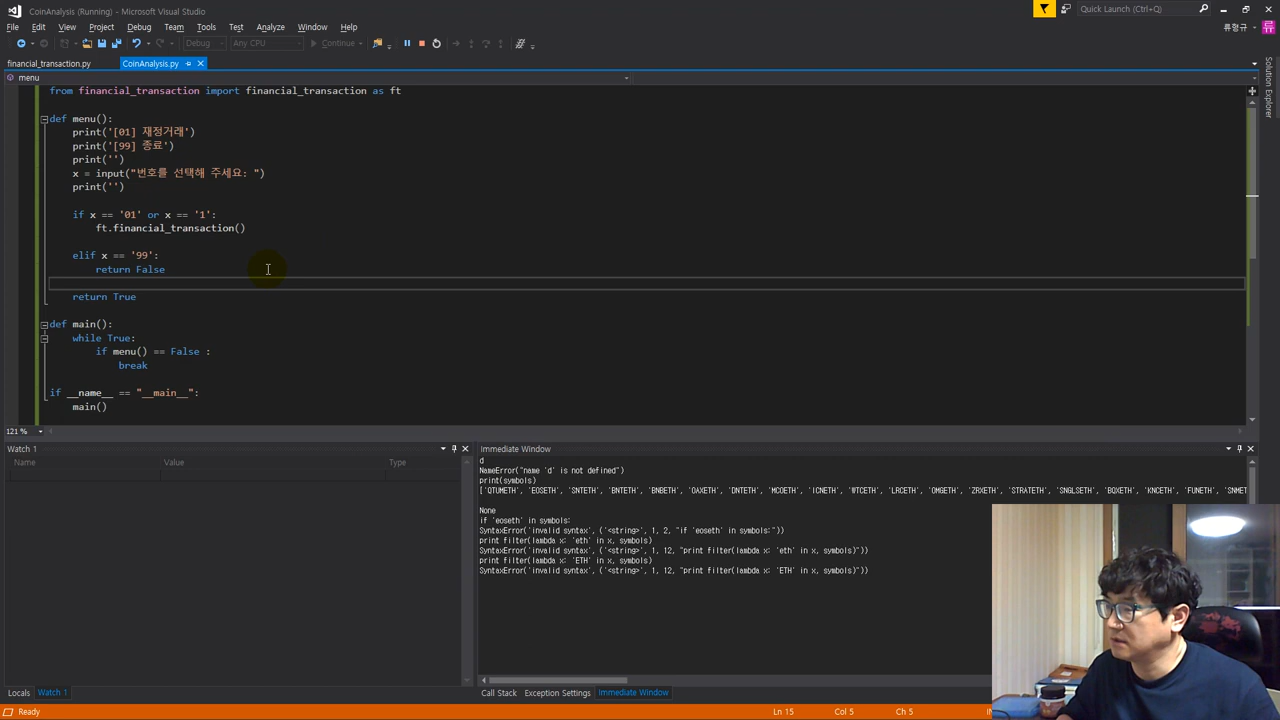 CoinAnalysis (Running) - Microsoft Visual Studio
Quick Launch (Ctrl+Q)
File Edit View Project Debug Team Tools Test Analyze Window Help
류형규
Debug Any CPU Continue
financial_transaction.py CoinAnalysis.py
menu
from financial_transaction import financial_transaction as ft
def menu():
print('[01] 재정거래')
print('[99] 종료')
print('')
x = input("번호를 선택해 주세요: ")
print('')
if x == '01' or x == '1':
ft.financial_transaction()
elif x == '99':
return False
return True
def main():
while True:
if menu() == False :
break
if __name__ == "__main__":
main()
121 %
Solution Explorer
Watch 1
Name Value Type
Locals Watch 1
Immediate Window
d
NameError("name 'd' is not defined")
print(symbols)
['QTUMETH', 'EOSETH', 'SNTETH', 'BNTETH', 'BNBETH', 'OAXETH', 'DNTETH', 'MCOETH', 'ICNETH', 'WTCETH', 'LRCETH', 'OMGETH', 'ZRXETH', 'STRATETH', 'SNGLSETH', 'BQXETH', 'KNCETH', 'FUNETH', 'SNMET
None
if 'eoseth' in symbols:
SyntaxError('invalid syntax', ('<string>', 1, 2, "if 'eoseth' in symbols:"))
print filter(lambda x: 'eth' in x, symbols)
SyntaxError('invalid syntax', ('<string>', 1, 12, "print filter(lambda x: 'eth' in x, symbols)"))
print filter(lambda x: 'ETH' in x, symbols)
SyntaxError('invalid syntax', ('<string>', 1, 12, "print filter(lambda x: 'ETH' in x, symbols)"))
Call Stack Exception Settings Immediate Window
Ready Ln 15 Col 5 Ch 5